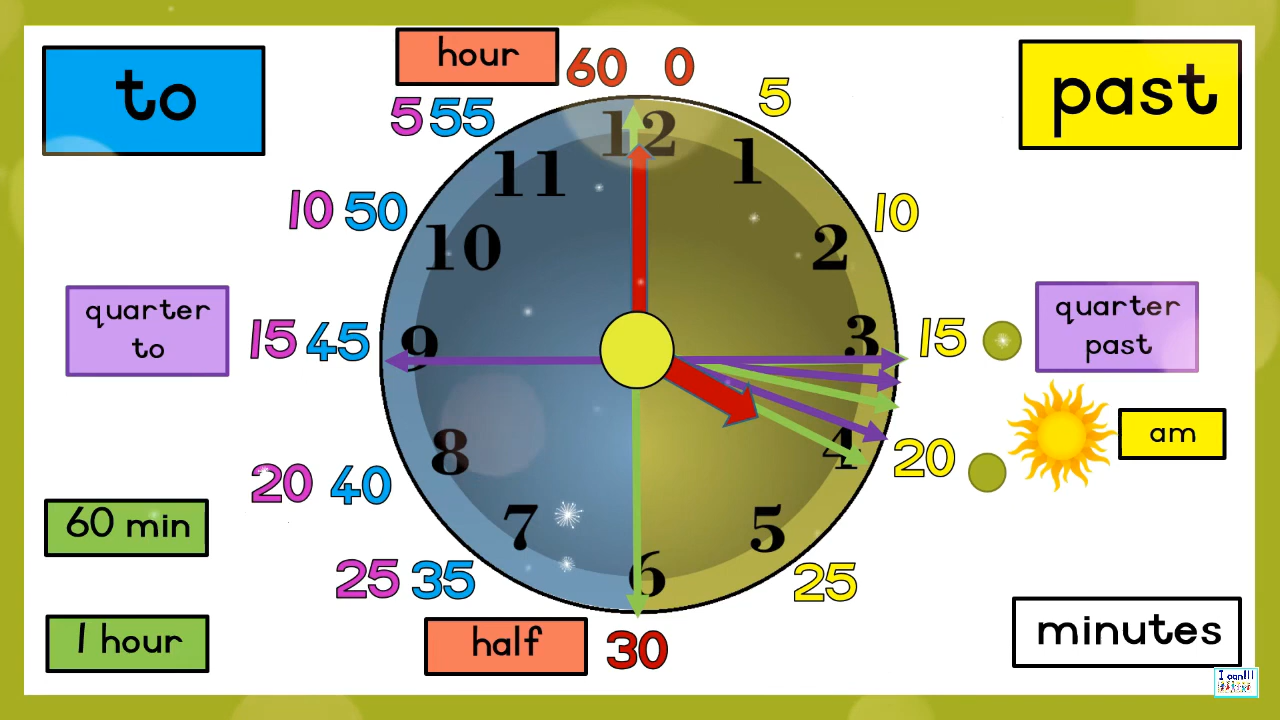 hour
60 0
to
past
5 55
5
12
11
1
10 50
10
10
2
quarter
to
15 45
9
3
15
quarter
past
am
8
4
20
20 40
60 min
7
5
25 35
6
25
1 hour
half
30
minutes
I can!!!